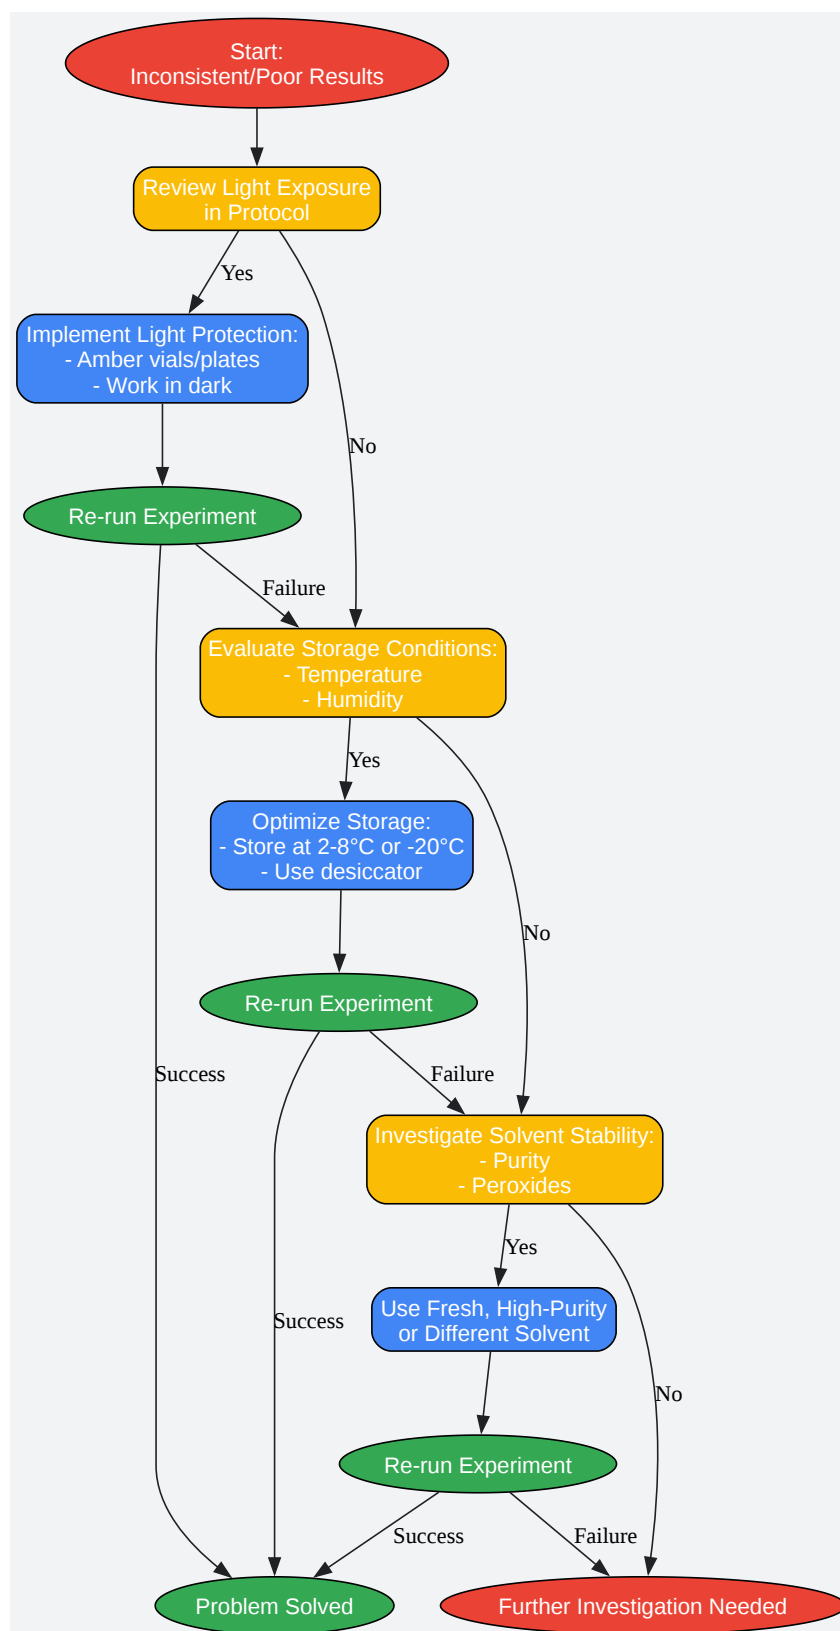 Start:
Inconsistent/Poor Results
Review Light Exposure
in Protocol
Yes
Implement Light Protection:
- Amber vials/plates
- Work in dark
No
Re-run Experiment
Failure
Evaluate Storage Conditions:
- Temperature
- Humidity
Yes
Optimize Storage:
- Store at 2-8°C or -20°C
- Use desiccator
No
Re-run Experiment
Success
Failure
Investigate Solvent Stability:
- Purity
- Peroxides
Yes
Use Fresh, High-Purity
or Different Solvent
Success
No
Re-run Experiment
Success
Failure
Problem Solved
Further Investigation Needed